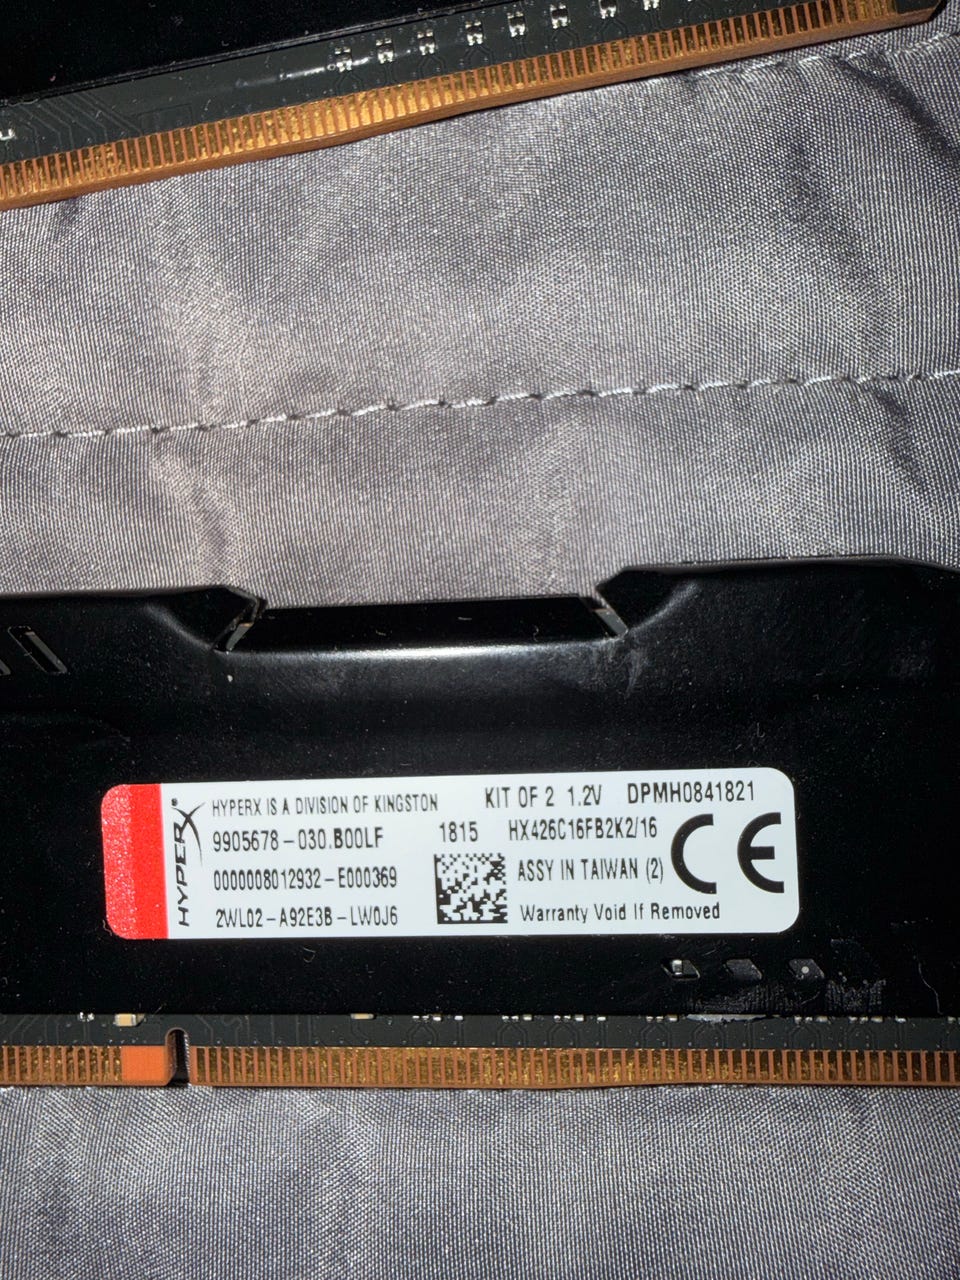 HYPERX®
HYPERX IS A DIVISION OF KINGSTON KIT OF 2 1.2V DPMH0841821
9905678-030.B00LF 1815 HX426C16FB2K2/16
0000008012932-E000369 ASSY IN TAIWAN (2)
2WL02-A92E3B-LW0J6 Warranty Void If Removed
CE